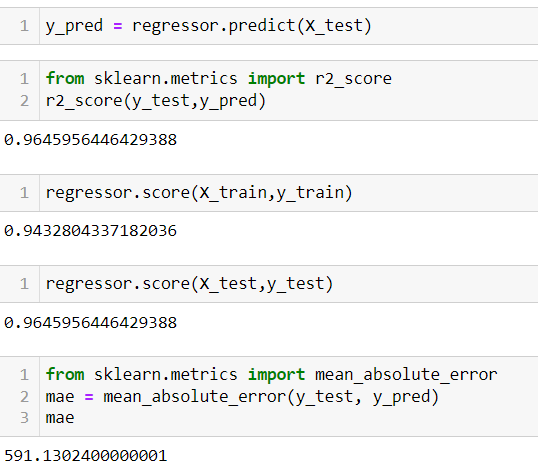 1 y_pred = regressor.predict(X_test)
1 from sklearn.metrics import r2_score
2 r2_score(y_test,y_pred)
0.9645956446429388
1 regressor.score(X_train,y_train)
0.9432804337182036
1 regressor.score(X_test,y_test)
0.9645956446429388
1 from sklearn.metrics import mean_absolute_error
2 mae = mean_absolute_error(y_test, y_pred)
3 mae
591.1302400000001